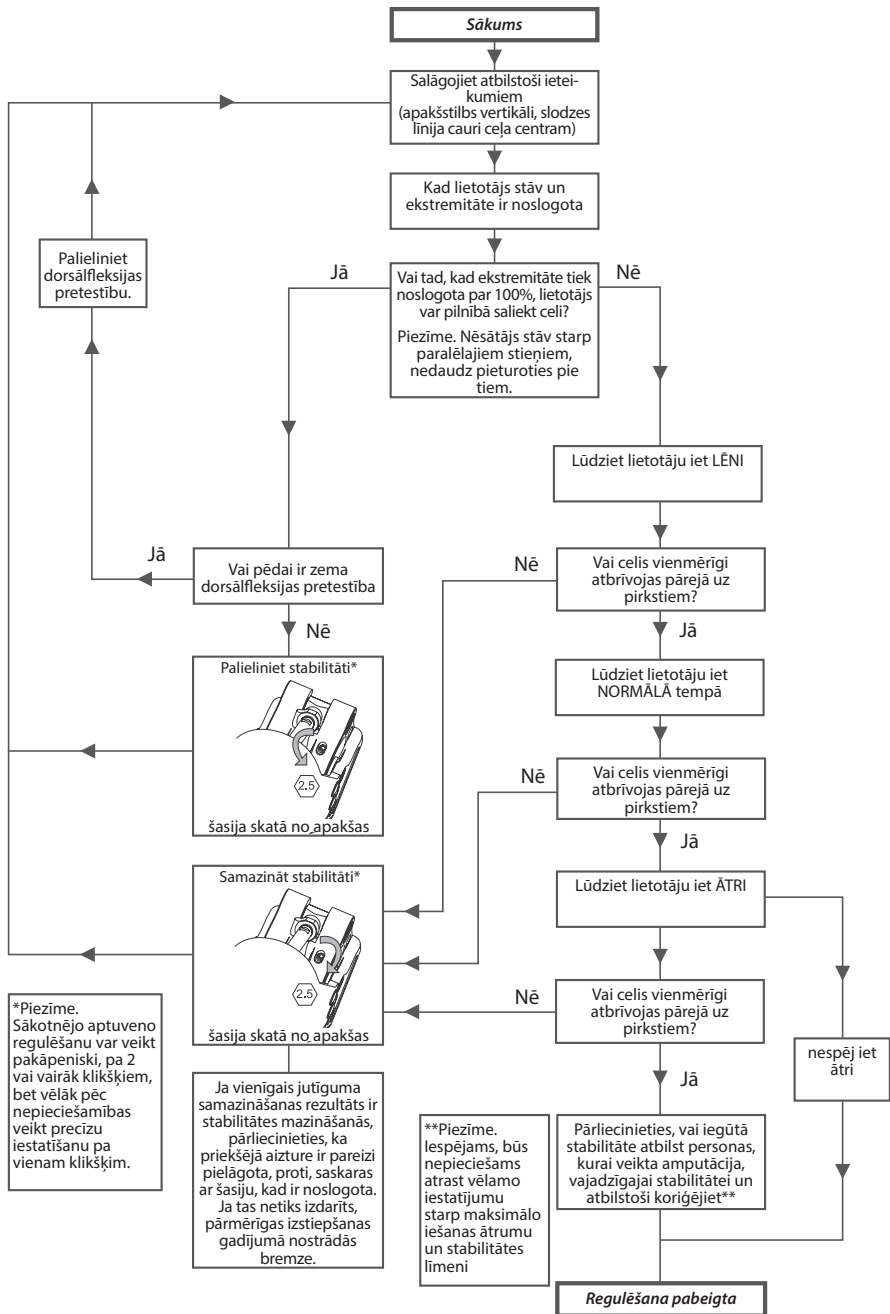 Sākums
Salāgojiet atbilstoši ietei-
kumiem
(apakšstilbs vertikāli, slodzes
līnija cauri ceļa centram)
Kad lietotājs stāv un
ekstremitāte ir noslogota
Palieliniet
dorsālfleksijas
pretestību.
Jā
Vai tad, kad ekstremitāte tiek
noslogota par 100%, lietotājs
var pilnībā saliekt celi?
Piezīme. Nēsātājs stāv starp
paralēlajiem stieņiem,
nedaudz pieturoties pie
tiem.
Nē
Lūdziet lietotāju iet LĒNI
Jā
Vai pēdai ir zema
dorsālfleksijas pretestība
Nē
Nē
Vai celis vienmērīgi
atbrīvojas pārejā uz
pirkstiem?
Jā
Palieliniet stabilitāti*
2.5
šasija skatā no apakšas
Lūdziet lietotāju iet
NORMĀLĀ tempā
Nē
Vai celis vienmērīgi
atbrīvojas pārejā uz
pirkstiem?
Jā
Samazināt stabilitāti*
2.5
šasija skatā no apakšas
Lūdziet lietotāju iet ĀTRI
Nē
Vai celis vienmērīgi
atbrīvojas pārejā uz
pirkstiem?
Jā
nespēj iet
ātri
*Piezīme.
Sākotnējo aptuveno
regulēšanu var veikt
pakāpeniski, pa 2
vai vairāk klikšķiem,
bet vēlāk pēc
nepieciešamības
veikt precīzu
iestatīšanu pa
vienam klikšķim.
Ja vienīgais jutīguma
samazināšanas rezultāts ir
stabilitātes mazināšanās,
pārliecinieties, ka
priekšējā aizture ir pareizi
pielāgota, proti, saskaras
ar šasiju, kad ir noslogota.
Ja tas netiks izdarīts,
pārmērīgas izstiepšanas
gadījumā nostrādās
bremze.
**Piezīme.
Iespējams, būs
nepieciešams
atrast vēlamo
iestatījumu
starp maksimālo
iešanas ātrumu
un stabilitātes
līmeni
Pārliecinieties, vai iegūtā
stabilitāte atbilst personas,
kurai veikta amputācija,
vajadzīgajai stabilitātei un
atbilstoši koriģējiet**
Regulēšana pabeigta